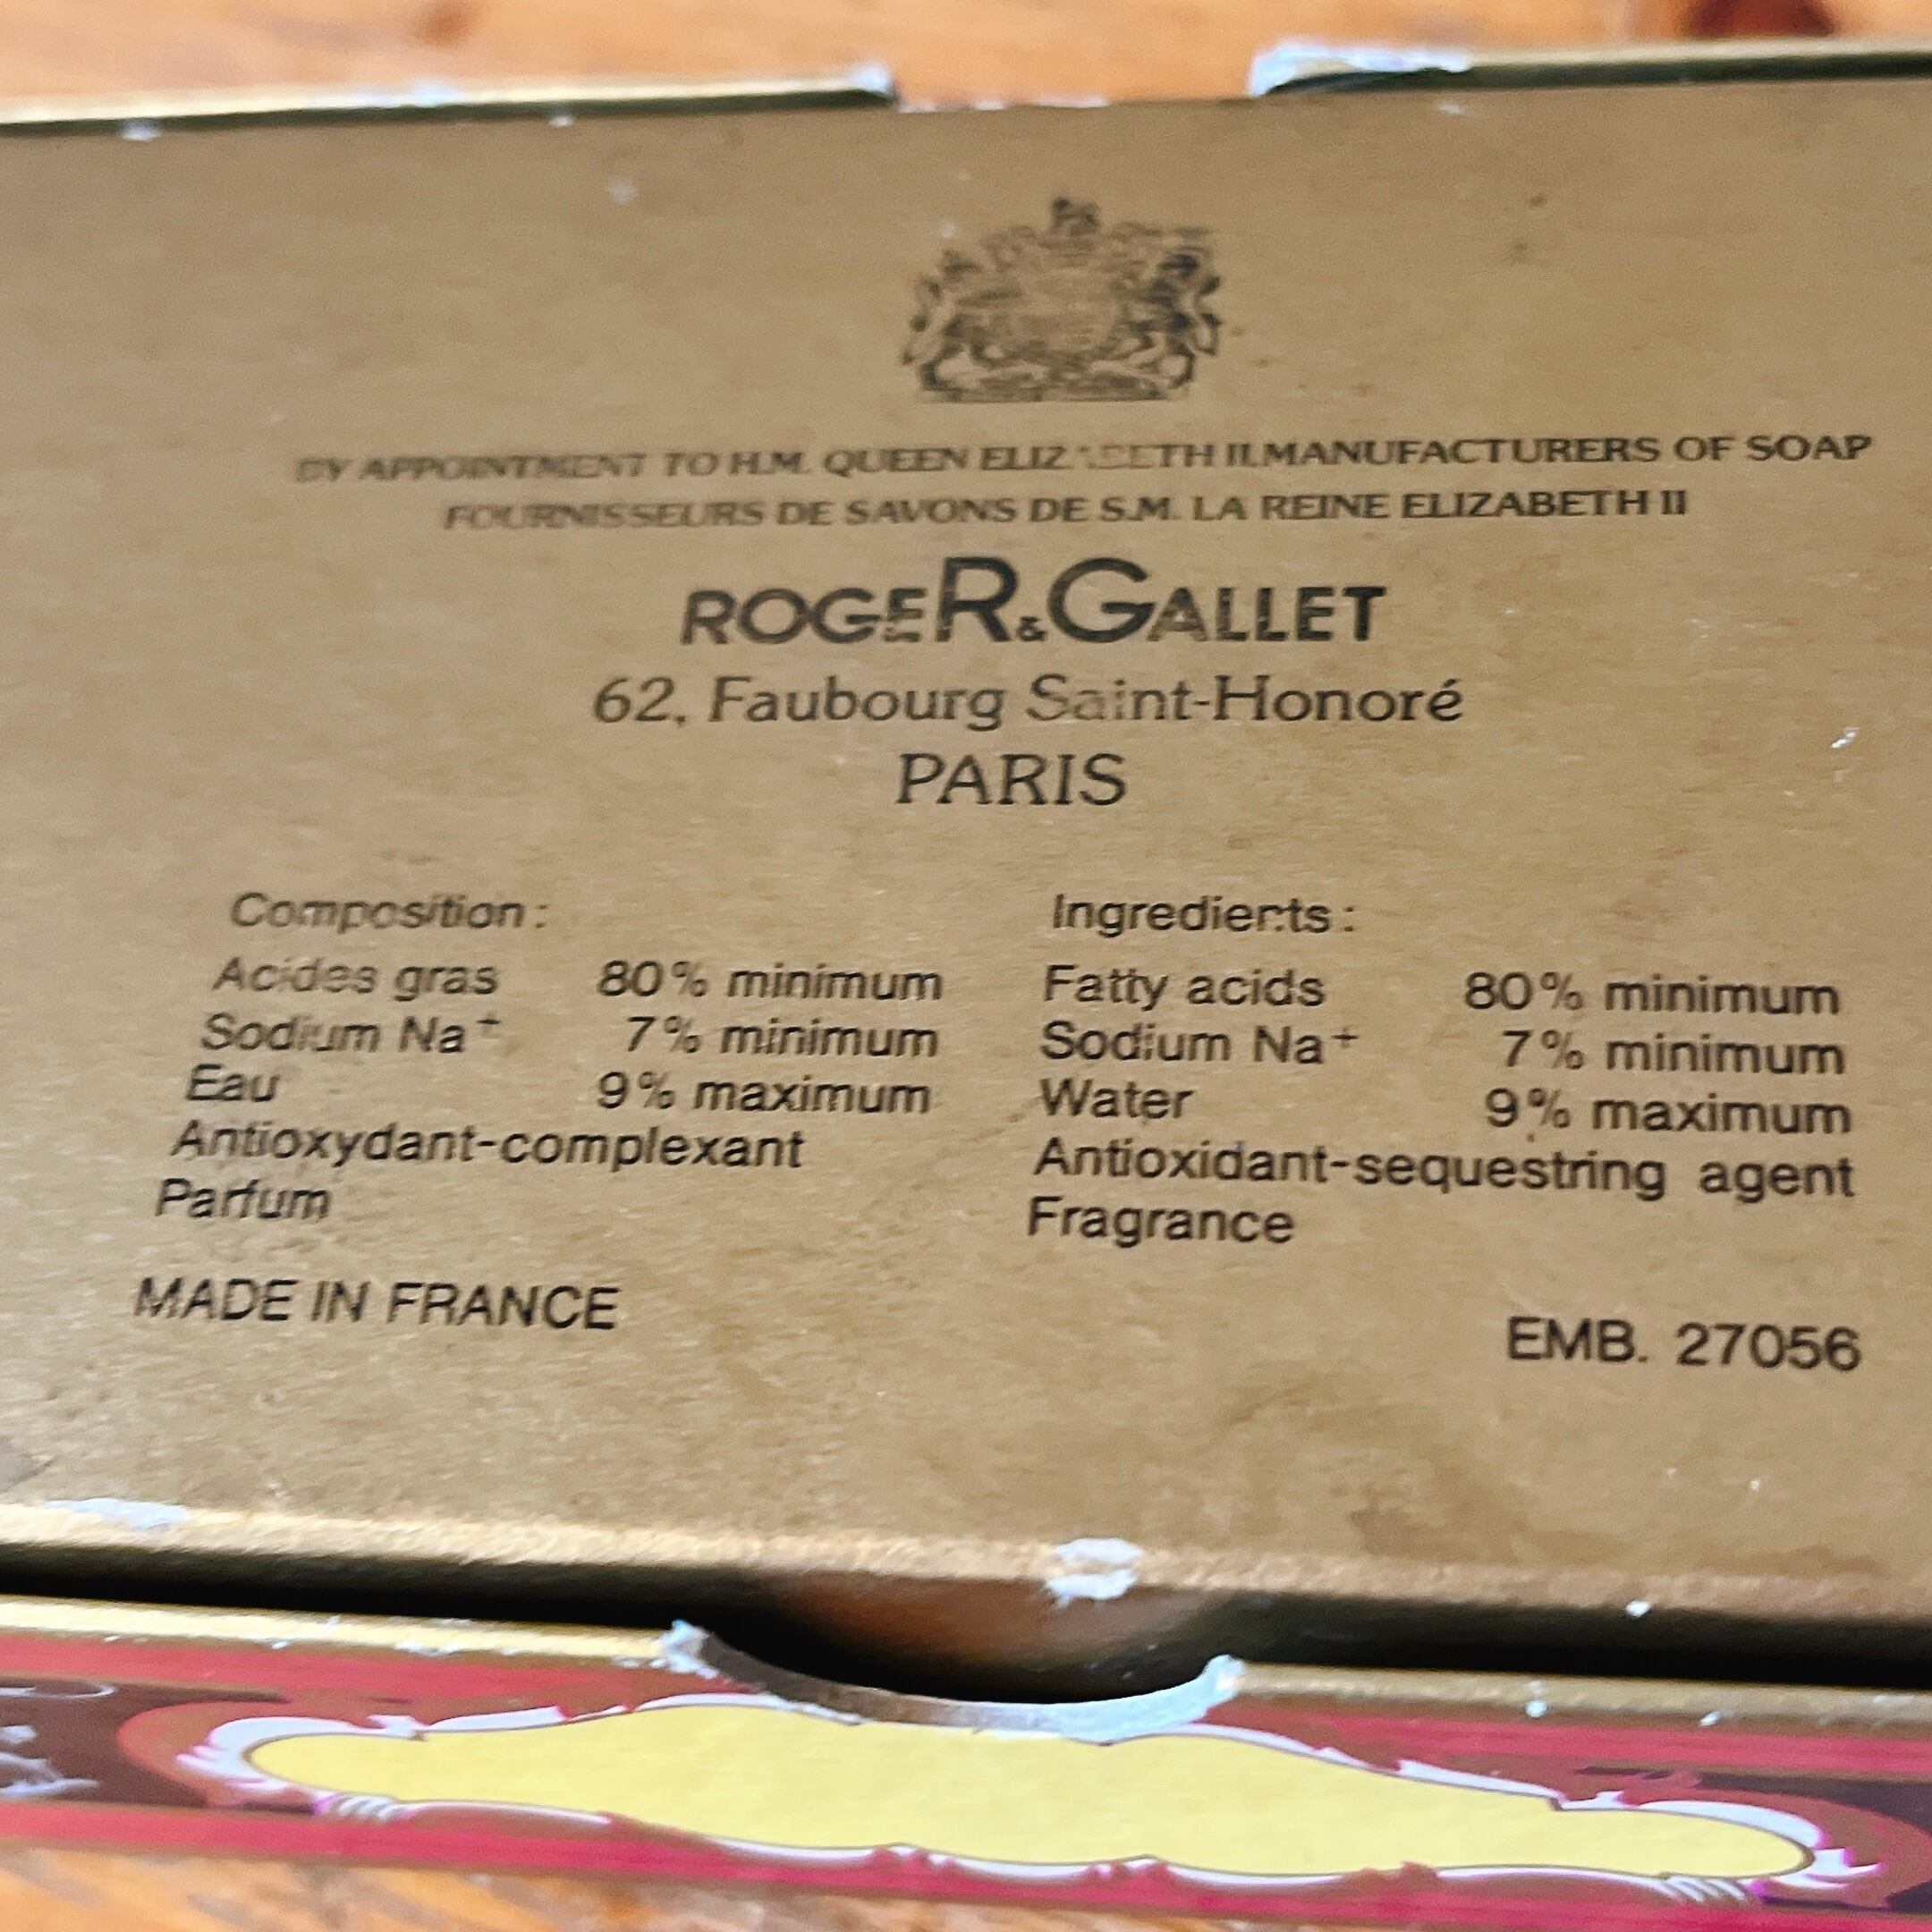 BY APPOINTMENT TO H.M. QUEEN ELIZABETH II. MANUFACTURERS OF SOAP
FOURNISSEURS DE SAVONS DE S.M. LA REINE ELIZABETH II
ROGER & GALLET
62, Faubourg Saint-Honoré
PARIS
Composition :
Acides gras 80% minimum
Sodium Na+ 7% minimum
Eau 9% maximum
Antioxydant-complexant
Parfum
Ingredients :
Fatty acids 80% minimum
Sodium Na+ 7% minimum
Water 9% maximum
Antioxidant-sequestring agent
Fragrance
MADE IN FRANCE
EMB. 27056